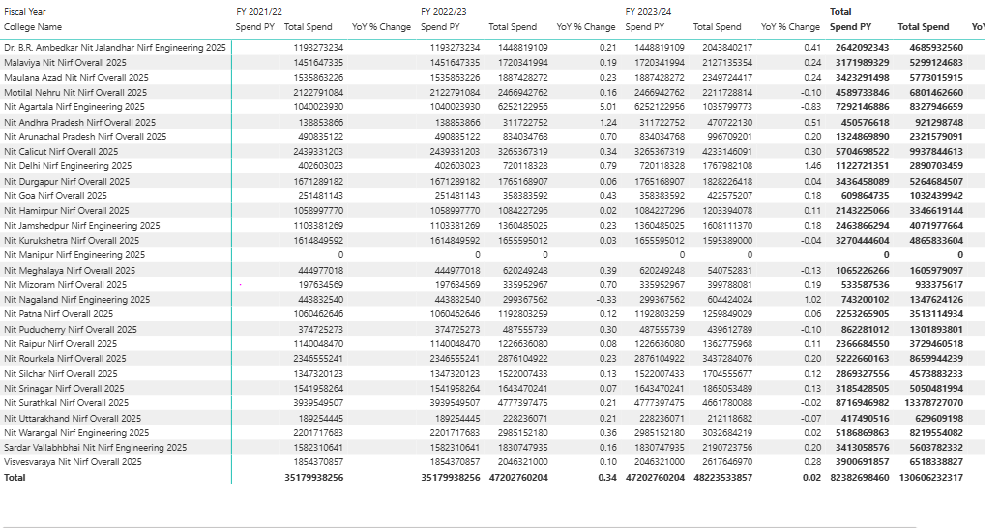 Fiscal Year FY 2021/22 FY 2022/23 FY 2023/24 Total
College Name Spend PY Total Spend YoY % Change Spend PY Total Spend YoY % Change Spend PY Total Spend YoY % Change Spend PY Total Spend YoY
Dr. B.R. Ambedkar Nit Jalandhar Nirf Engineering 2025 1193273234 1193273234 1448819109 0.21 1448819109 2043840217 0.41 2642092343 4685932560
Malaviya Nit Nirf Overall 2025 1451647335 1451647335 1720341994 0.19 1720341994 2127135354 0.24 3171989329 5299124683
Maulana Azad Nit Nirf Overall 2025 1535863226 1535863226 1887428272 0.23 1887428272 2349724417 0.24 3423291498 5773015915
Motilal Nehru Nit Nirf Overall 2025 2122791084 2122791084 2466942762 0.16 2466942762 2211728814 -0.10 4589733846 6801462660
Nit Agartala Nirf Engineering 2025 1040023930 1040023930 6252122956 5.01 6252122956 1035799773 -0.83 7292146886 8327946659
Nit Andhra Pradesh Nirf Overall 2025 138853866 138853866 311722752 1.24 311722752 470722130 0.51 450576618 921298748
Nit Arunachal Pradesh Nirf Overall 2025 490835122 490835122 834034768 0.70 834034768 996709201 0.20 1324869890 2321579091
Nit Calicut Nirf Overall 2025 2439331203 2439331203 3265367319 0.34 3265367319 4233146091 0.30 5704698522 9937844613
Nit Delhi Nirf Engineering 2025 402603023 402603023 720118328 0.79 720118328 1767982108 1.46 1122721351 2890703459
Nit Durgapur Nirf Overall 2025 1671289182 1671289182 1765168907 0.06 1765168907 1828226418 0.04 3436458089 5264684507
Nit Goa Nirf Overall 2025 251481143 251481143 358383592 0.43 358383592 422575207 0.18 609864735 1032439942
Nit Hamirpur Nirf Overall 2025 1058997770 1058997770 1084227296 0.02 1084227296 1203394078 0.11 2143225066 3346619144
Nit Jamshedpur Nirf Engineering 2025 1103381269 1103381269 1360485025 0.23 1360485025 1608111370 0.18 2463866294 4071977664
Nit Kurukshetra Nirf Overall 2025 1614849592 1614849592 1655595012 0.03 1655595012 1595389000 -0.04 3270444604 4865833604
Nit Manipur Nirf Engineering 2025 0 0 0 0 0 0 0
Nit Meghalaya Nirf Overall 2025 444977018 444977018 620249248 0.39 620249248 540752831 -0.13 1065226266 1605979097
Nit Mizoram Nirf Overall 2025 197634569 197634569 335952967 0.70 335952967 399788081 0.19 533587536 933375617
Nit Nagaland Nirf Engineering 2025 443832540 443832540 299367562 -0.33 299367562 604424024 1.02 743200102 1347624126
Nit Patna Nirf Overall 2025 1060462646 1060462646 1192803259 0.12 1192803259 1259849029 0.06 2253265905 3513114934
Nit Puducherry Nirf Overall 2025 374725273 374725273 487555739 0.30 487555739 439612789 -0.10 862281012 1301893801
Nit Raipur Nirf Overall 2025 1140048470 1140048470 1226636080 0.08 1226636080 1362775968 0.11 2366684550 3729460518
Nit Rourkela Nirf Overall 2025 2346555241 2346555241 2876104922 0.23 2876104922 3437284076 0.20 5222660163 8659944239
Nit Silchar Nirf Overall 2025 1347320123 1347320123 1522007433 0.13 1522007433 1704555677 0.12 2869327556 4573883233
Nit Srinagar Nirf Overall 2025 1541958264 1541958264 1643470241 0.07 1643470241 1865053489 0.13 3185428505 5050481994
Nit Surathkal Nirf Overall 2025 3939549507 3939549507 4777397475 0.21 4777397475 4661780088 -0.02 8716946982 13378727070
Nit Uttarakhand Nirf Overall 2025 189254445 189254445 228236071 0.21 228236071 212118682 -0.07 417490516 629609198
Nit Warangal Nirf Engineering 2025 2201717683 2201717683 2985152180 0.36 2985152180 3032684219 0.02 5186869863 8219554082
Sardar Vallabhbhai Nit Nirf Engineering 2025 1582310641 1582310641 1830747935 0.16 1830747935 2190723756 0.20 3413058576 5603782332
Visvesvaraya Nit Nirf Overall 2025 1854370857 1854370857 2046321000 0.10 2046321000 2617646970 0.28 3900691857 6518338827
Total 35179938256 35179938256 47202760204 0.34 47202760204 48223533857 0.02 82382698460 130606232317